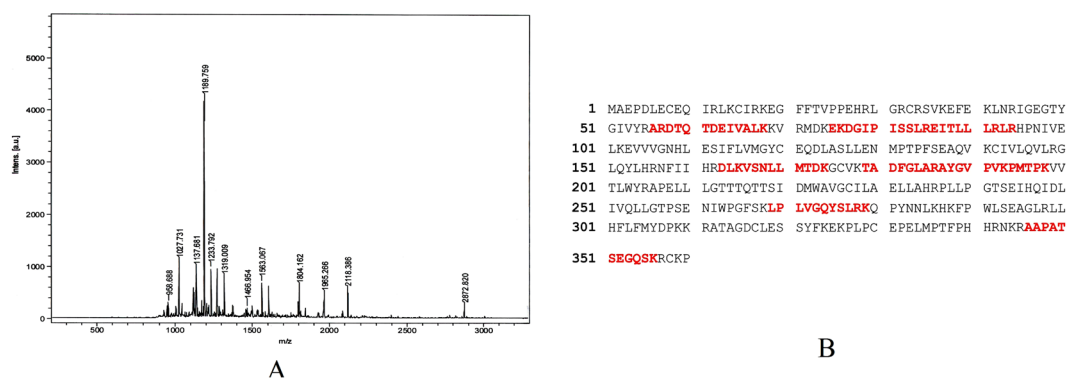 5000
4000
3000
2000
1000
0
Intens. [a.u.]
958.688
1027.731
1137.681
1189.759
1233.792
1319.009
1466.954
1563.067
1804.162
2118.386
2872.820
500
1000
1500
2000
2500
3000
m/z
A
1 MAEPDLECEQ IRLKCIRKEG FFTVPPEHRL GRCRSVKEFE KLNRIGEGTY
51 GIVYRARDTQ TDEIVALKKV RMDKEKDGIP ISSLREITLL LRLRHPNIVE
101 LKEVVVGNHL ESIFLVMGYC EQDLASLLEN MPTPFSEAQV KCIVLQVLRG
151 LQYLHRNFII HRDLKVSNLL MTDKGCVKTA DFGLARAYGV PVKPMTPKVV
201 TLWYRAPELL LGTTTQTTSI DMWAVGCILA ELLAHRPLLP GTSEIHQIDL
251 IVQLLGTPSE NIWPGFSKLP LVGQYSLRKQ PYNNLKHKFP WLSEAGLRLL
301 HFLFMYDPKK RATAGDCLES SYFKEKPLPC EPELMPTFPH HRNKRAAPAT
351 SEGQSKRCKP
B